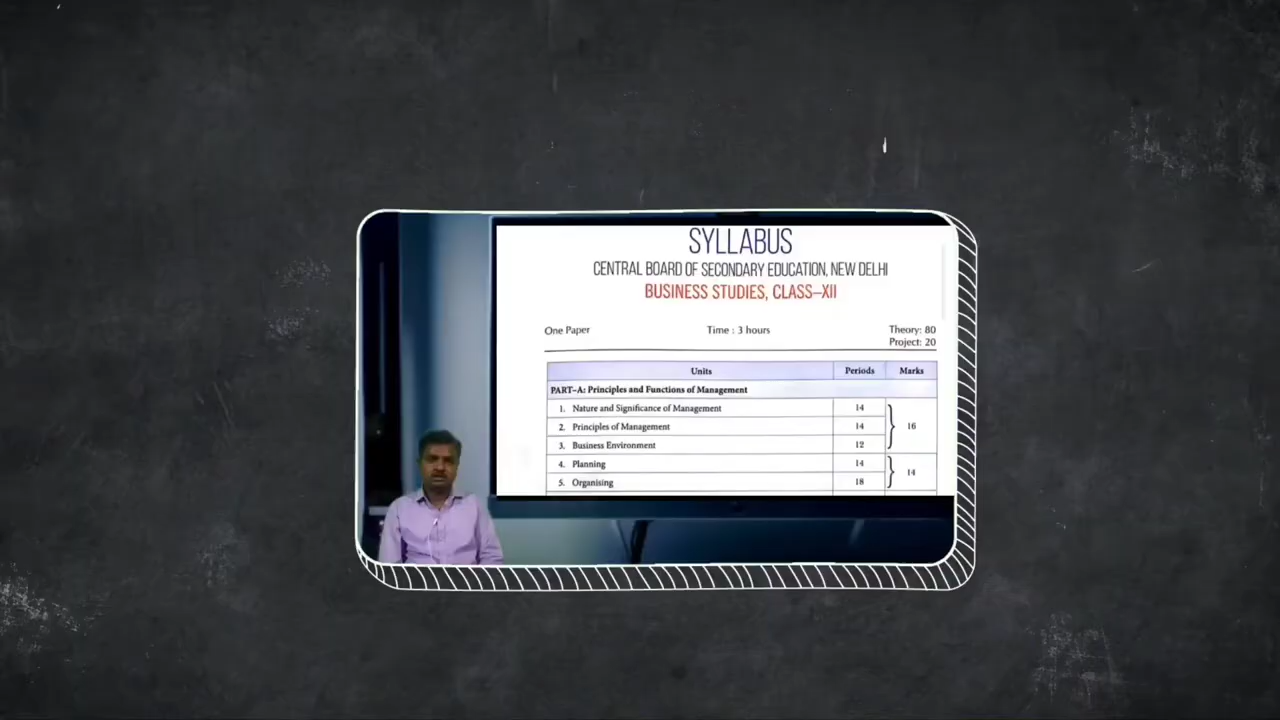 SYLLABUS
CENTRAL BOARD OF SECONDARY EDUCATION, NEW DELHI
BUSINESS STUDIES, CLASS–XII
One Paper Time : 3 hours Theory: 80
Project: 20
Units Periods Marks
PART–A: Principles and Functions of Management
1. Nature and Significance of Management 14
2. Principles of Management 14 16
3. Business Environment 12
4. Planning 14
14
5. Organising 18